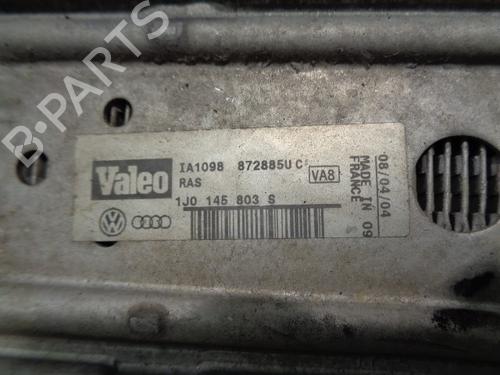 Valeo
IA1098 872885U C
RAS
VA8
1J0 145 803 S
08/04/04
MADE IN 09
FRANCE
B-PARTS